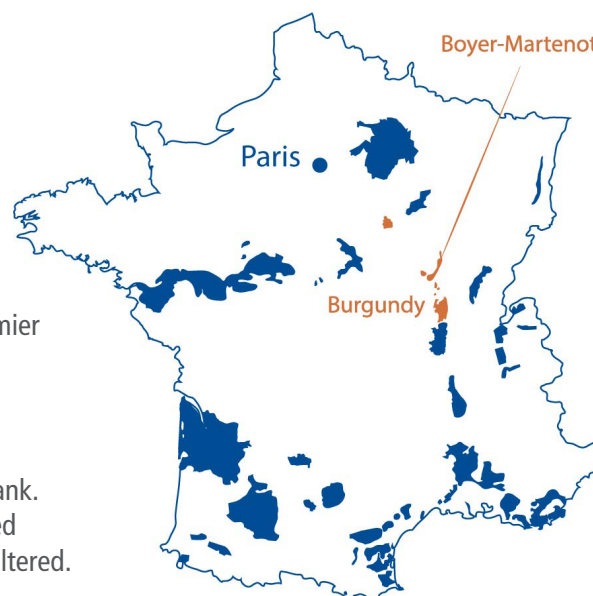 Boyer-Martenot
Paris
Burgundy
mier
ank.
ed
ltered.